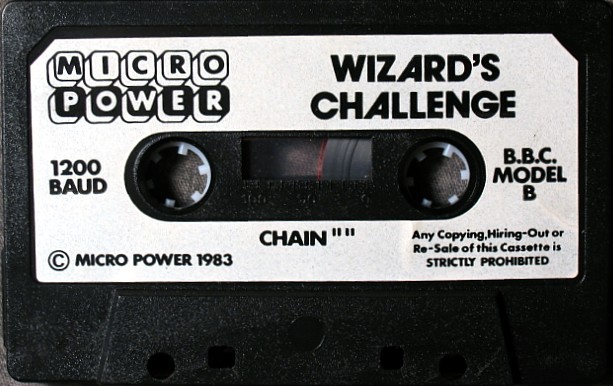 MICRO
POWER
WIZARD'S
CHALLENGE
1200
BAUD
B.B.C.
MODEL
B
CHAIN " "
© MICRO POWER 1983
Any Copying,Hiring-Out or
Re-Sale of this Cassette is
STRICTLY PROHIBITED